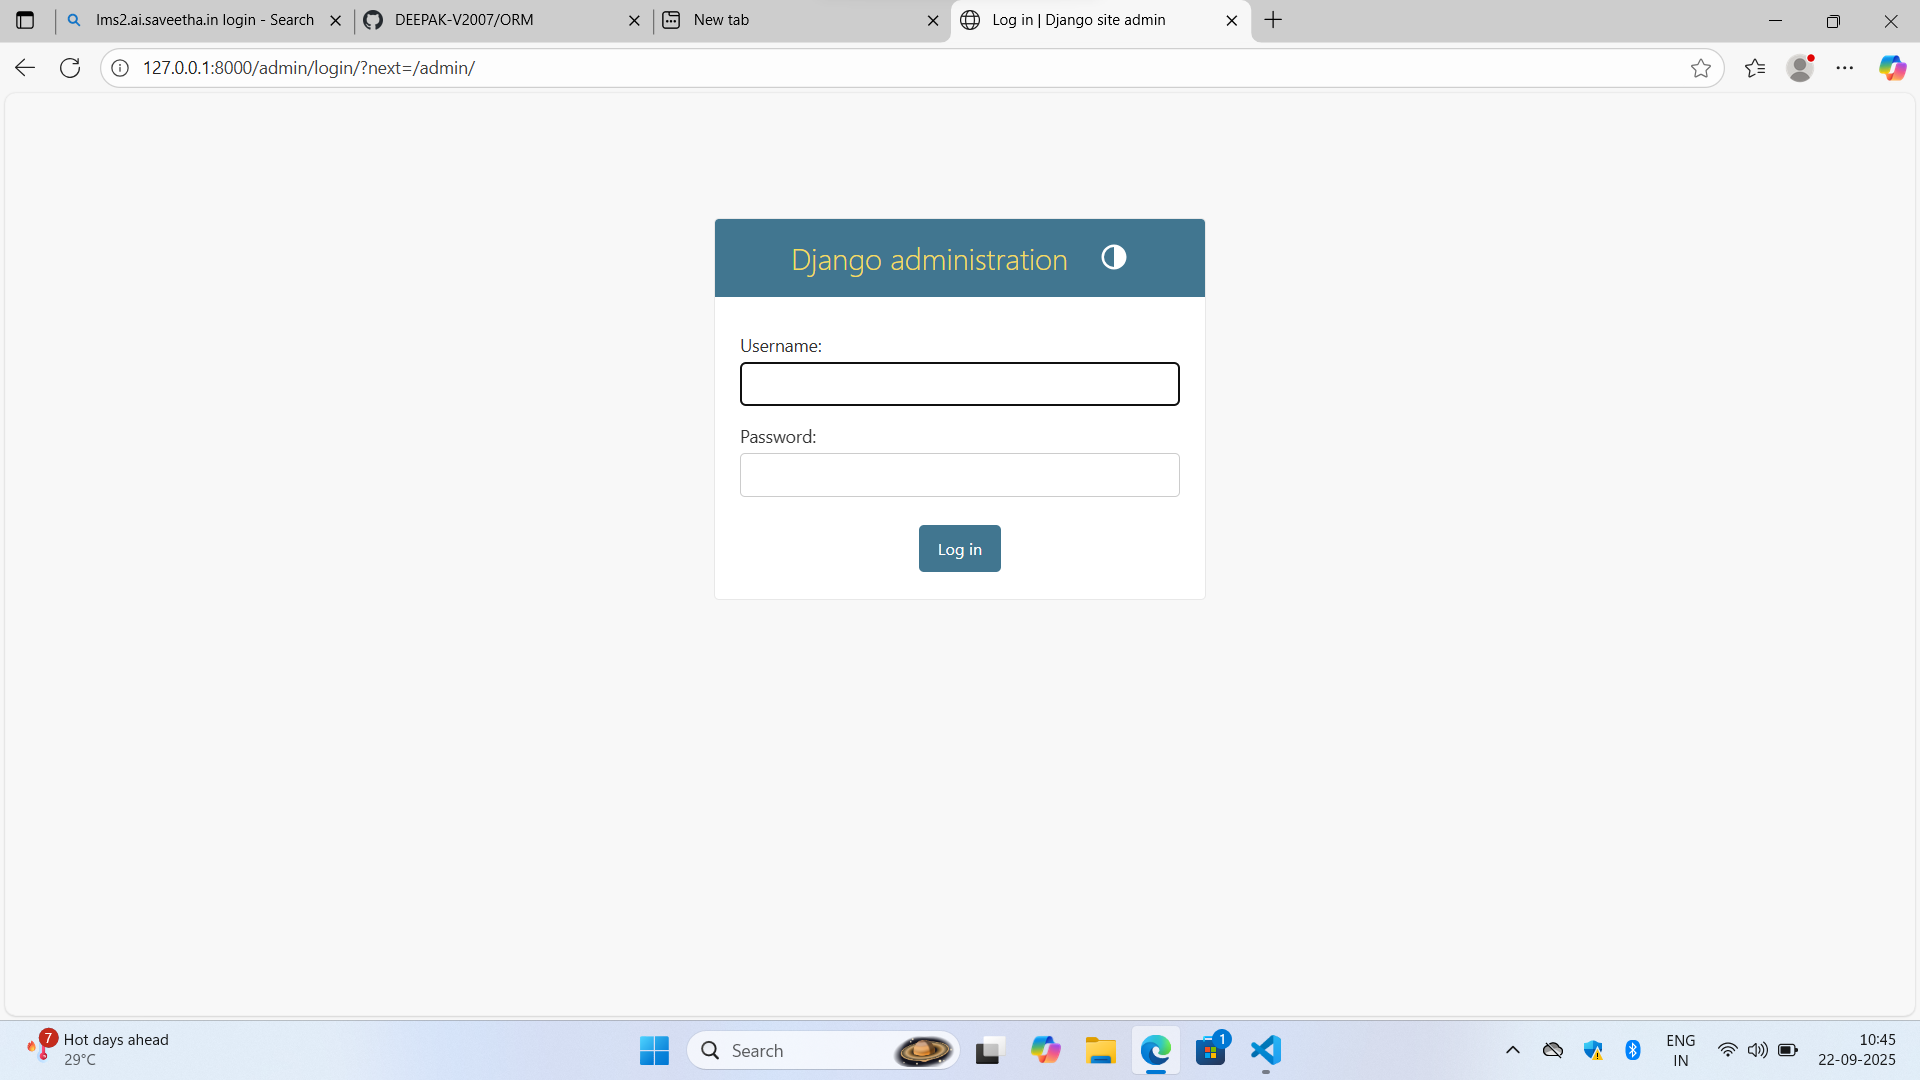 lms2.ai.saveetha.in login - Search
DEEPAK-V2007/ORM
New tab
Log in | Django site admin
127.0.0.1:8000/admin/login/?next=/admin/
Django administration
Username:
Password:
Log in
7
Hot days ahead
29°C
Search
1
ENG
IN
10:45
22-09-2025